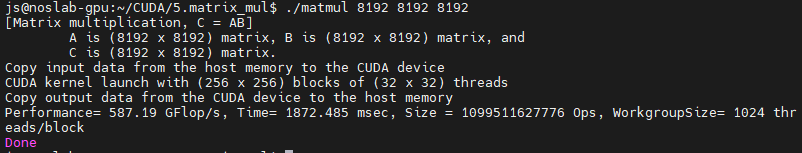 js@noslab-gpu:~/CUDA/5.matrix_mul$ ./matmul 8192 8192 8192
[Matrix multiplication, C = AB]
        A is (8192 x 8192) matrix, B is (8192 x 8192) matrix, and
        C is (8192 x 8192) matrix.
Copy input data from the host memory to the CUDA device
CUDA kernel launch with (256 x 256) blocks of (32 x 32) threads
Copy output data from the CUDA device to the host memory
Performance= 587.19 GFlop/s, Time= 1872.485 msec, Size = 1099511627776 Ops, WorkgroupSize= 1024 thr
eads/block
Done